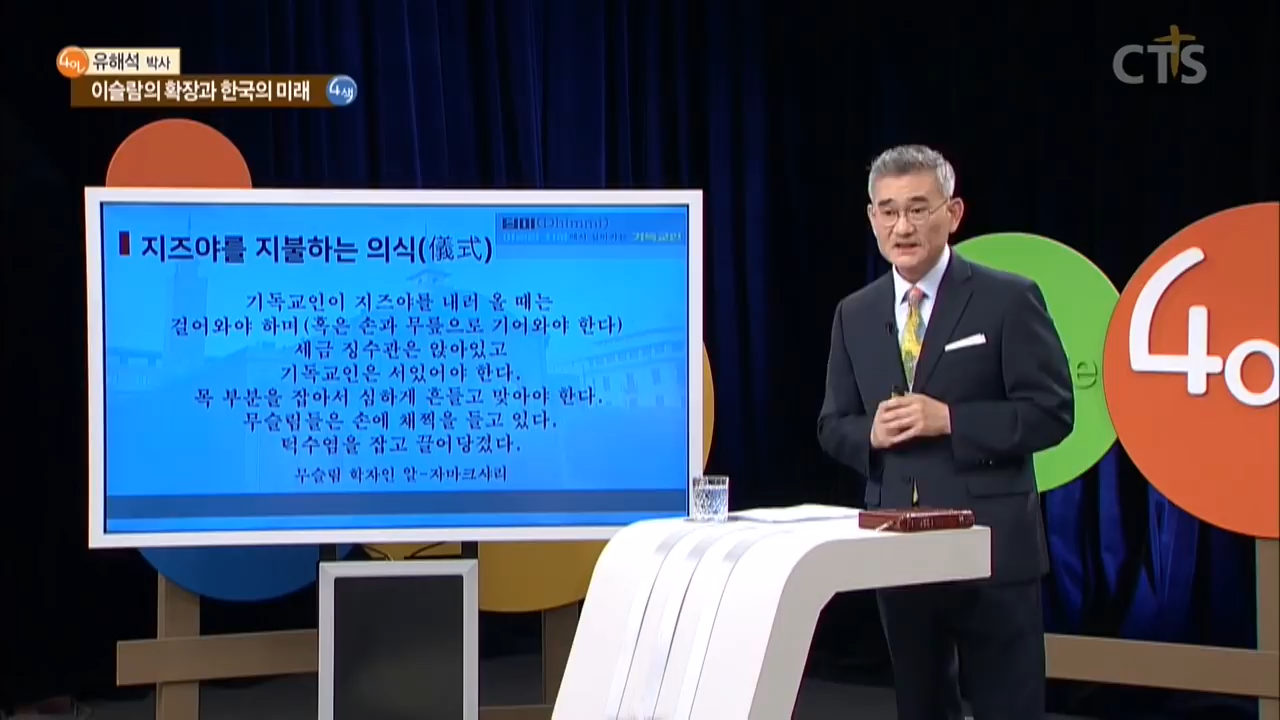 4인 유해석 박사
이슬람의 확장과 한국의 미래 4색
CTS
딤미(Dhimmi)
기독교인
지즈야를 지불하는 의식(儀式)
기독교인이 지즈야를 내러 올 때는
걸어와야 하며(혹은 손과 무릎으로 기어와야 한다)
세금 징수관은 앉아있고
기독교인은 서있어야 한다.
목 부분을 잡아서 심하게 흔들고 맞아야 한다.
무슬림들은 손에 채찍을 들고 있다.
턱수염을 잡고 끌어당겼다.
무슬림 학자인 알-자마크샤리
4인
e